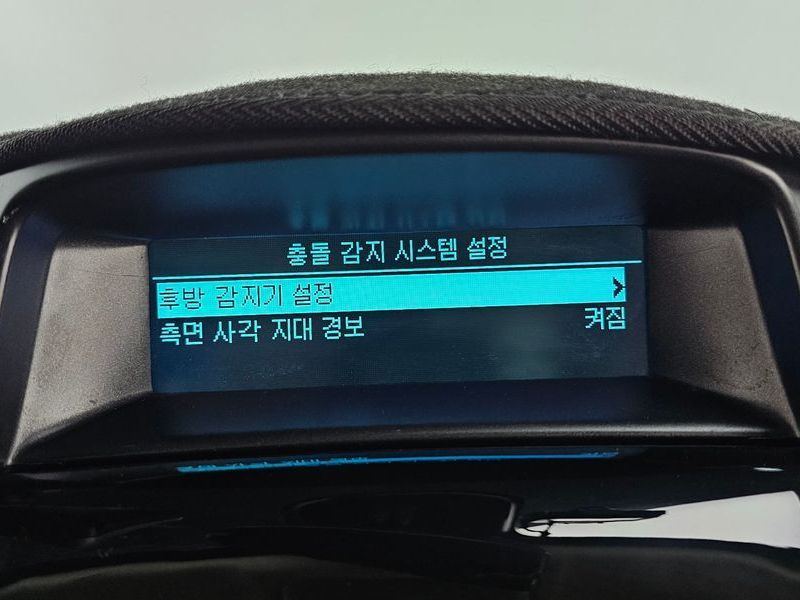 충돌 감지 시스템 설정
후방 감지기 설정 >
측면 사각 지대 경보 켜짐